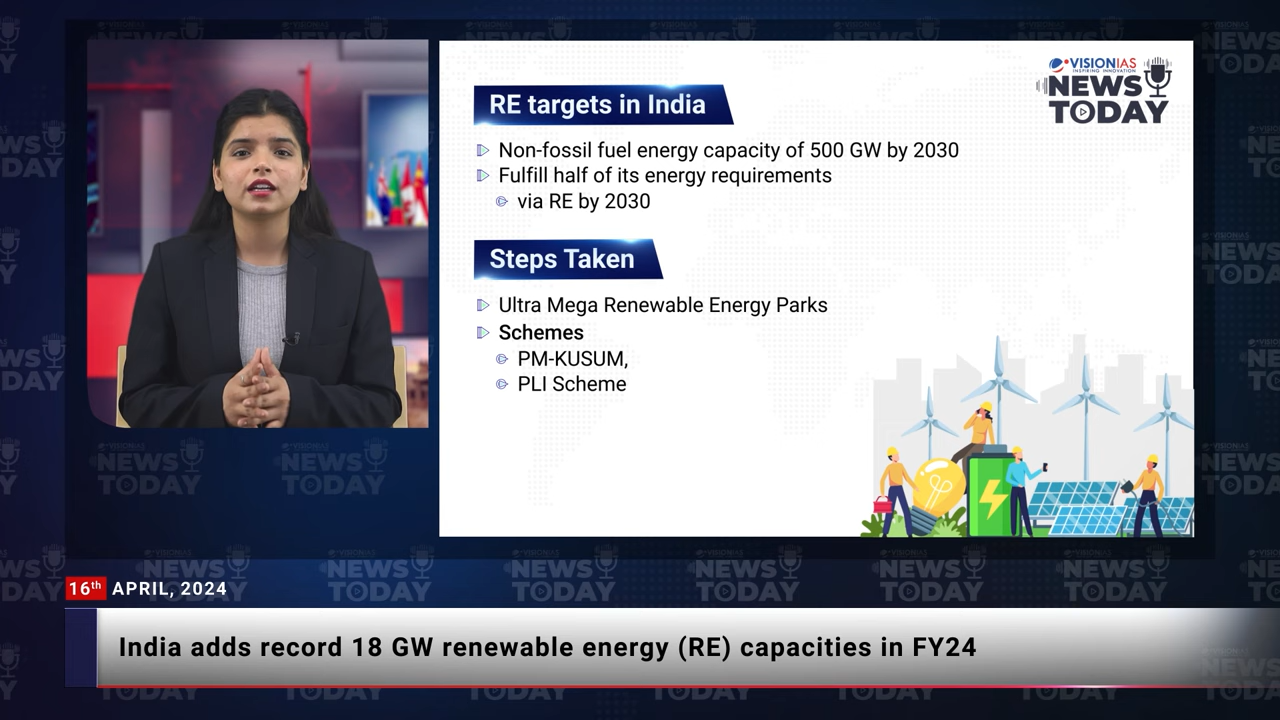 VISIONIAS
INSPIRING INNOVATION
NEWS
TODAY
RE targets in India
Non-fossil fuel energy capacity of 500 GW by 2030
Fulfill half of its energy requirements
via RE by 2030
Steps Taken
Ultra Mega Renewable Energy Parks
Schemes
PM-KUSUM,
PLI Scheme
16th APRIL, 2024
India adds record 18 GW renewable energy (RE) capacities in FY24